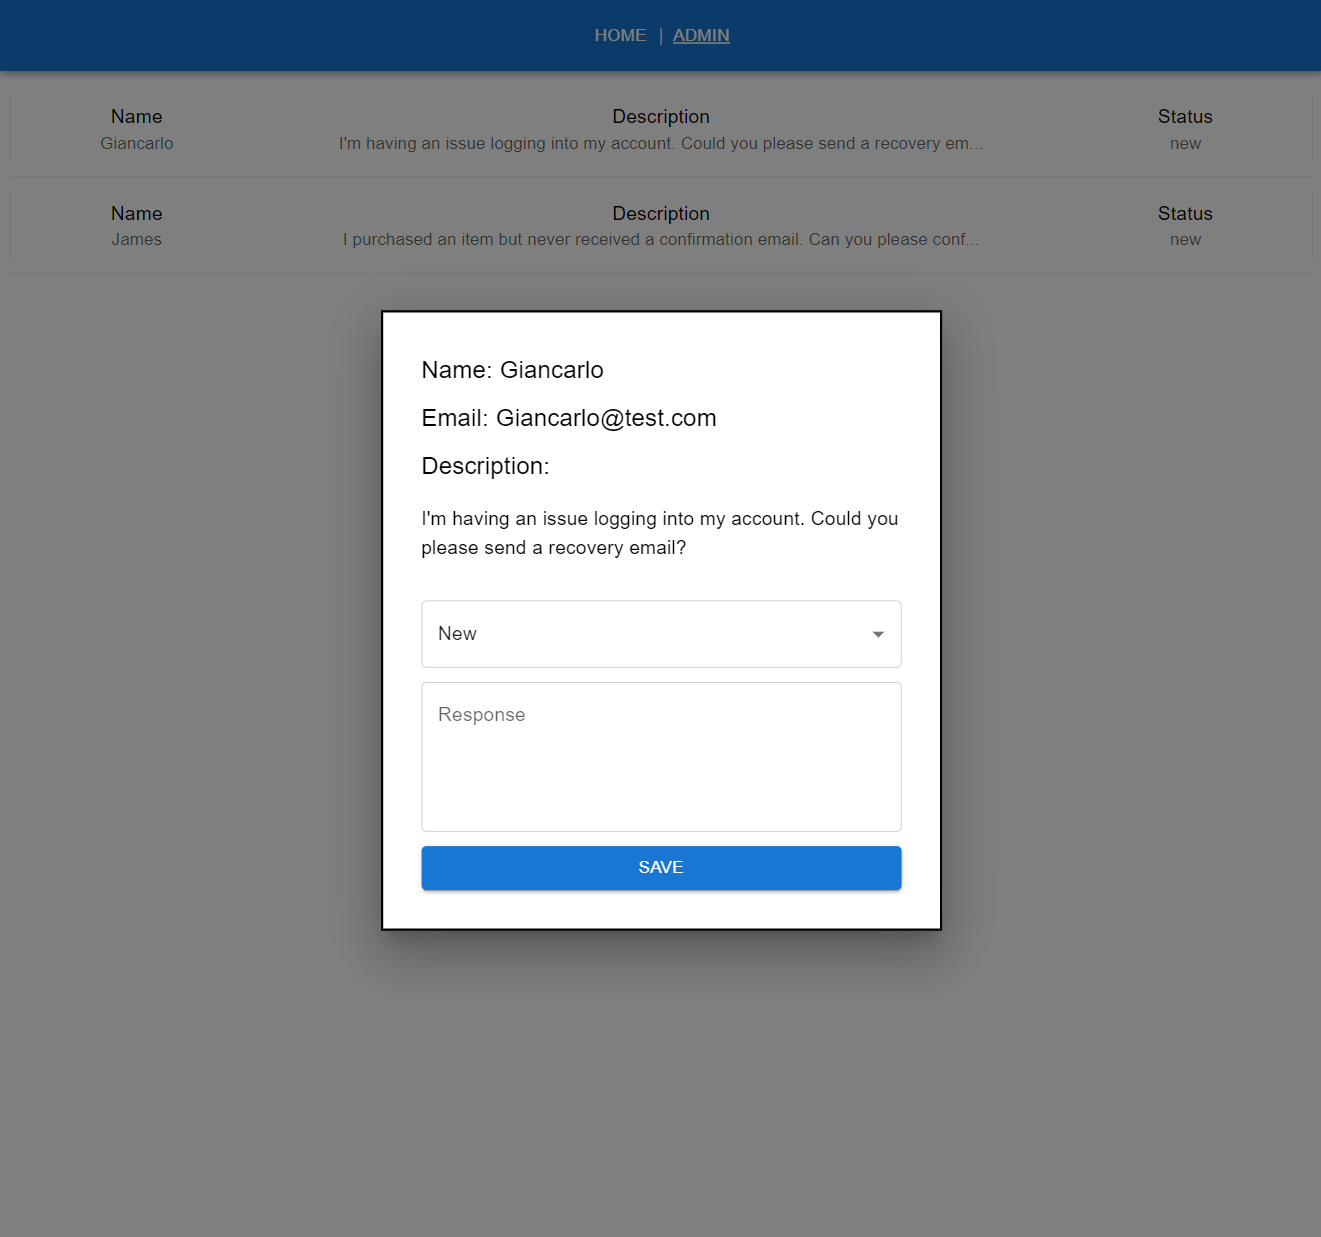 HOME | ADMIN
Name Description Status
Giancarlo I'm having an issue logging into my account. Could you please send a recovery em... new
Name Description Status
James I purchased an item but never received a confirmation email. Can you please conf... new
Name: Giancarlo
Email: Giancarlo@test.com
Description:
I'm having an issue logging into my account. Could you
please send a recovery email?
New
Response
SAVE